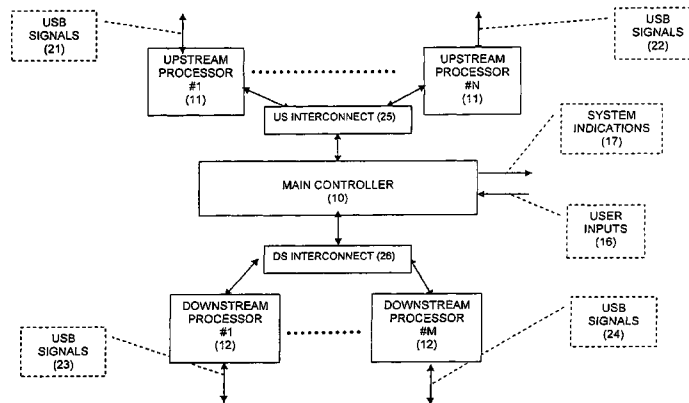 USB
SIGNALS
(21)
USB
SIGNALS
(22)
UPSTREAM
PROCESSOR
#1
(11)
UPSTREAM
PROCESSOR
#N
(11)
US INTERCONNECT (25)
SYSTEM
INDICATIONS
(17)
MAIN CONTROLLER
(10)
USER
INPUTS
(16)
DS INTERCONNECT (26)
DOWNSTREAM
PROCESSOR
#1
(12)
DOWNSTREAM
PROCESSOR
#M
(12)
USB
SIGNALS
(23)
USB
SIGNALS
(24)